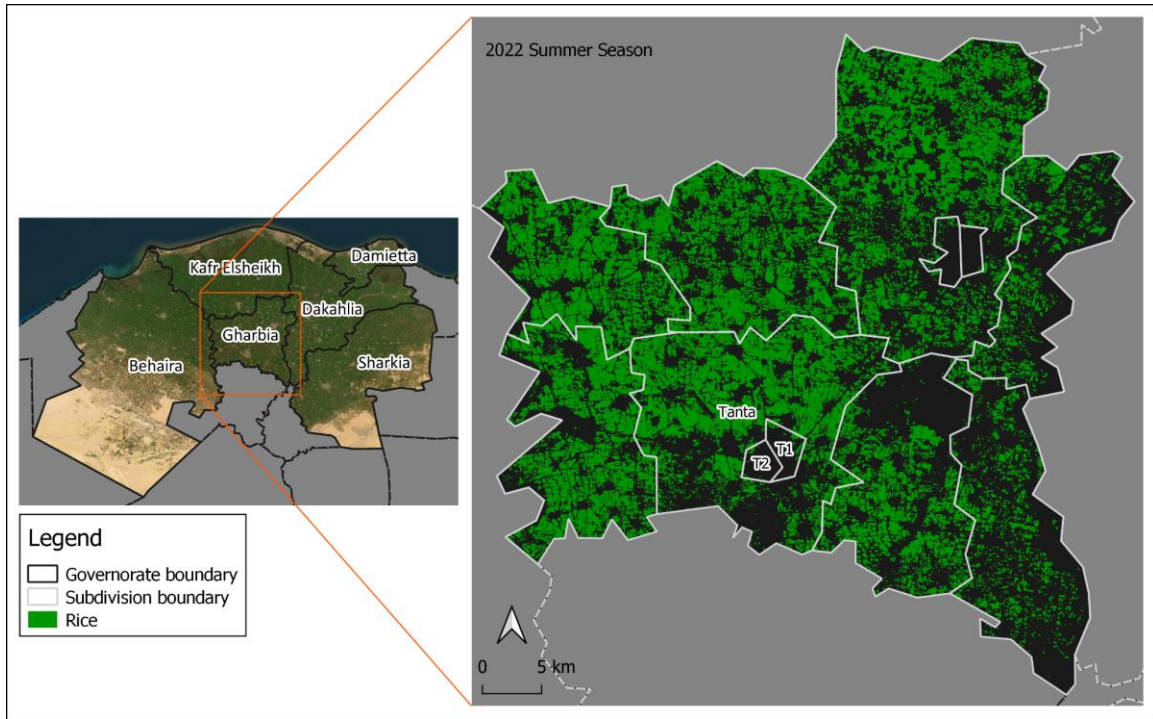 2022 Summer Season
Damietta
Kafr Elsheikh
Dakahlia
Gharbia
Behaira
Sharkia
Tanta
T1
T2
Legend
Governorate boundary
Subdivision boundary
Rice
0 5 km